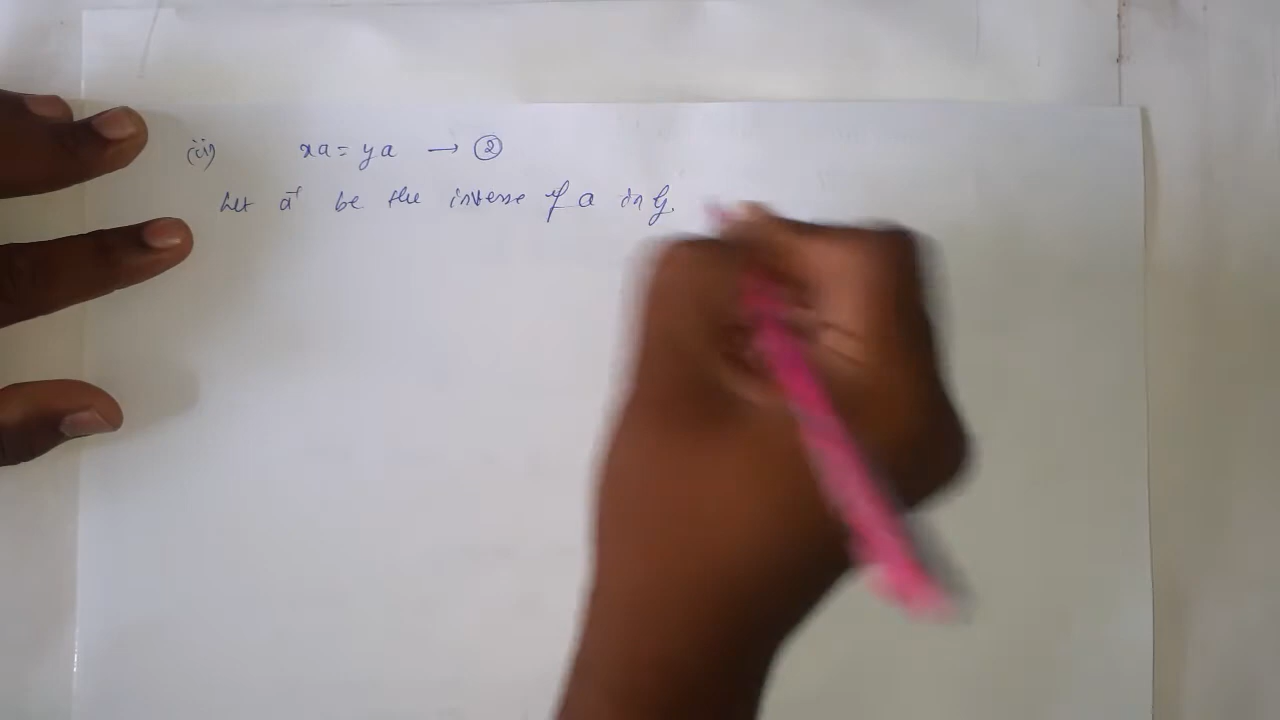 (ii) xa = ya → ②
Let a⁻¹ be the inverse of a in G.